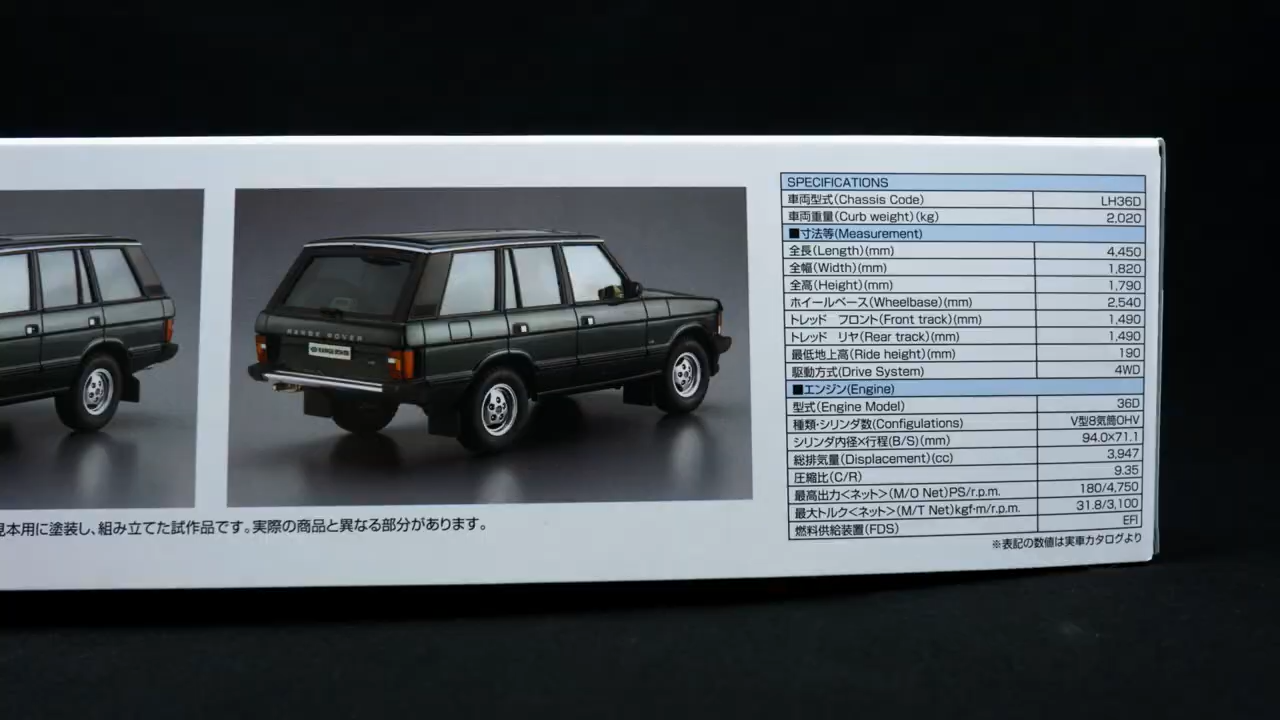 RANGE ROVER
RANGE ROVER
見本用に塗装し、組み立てた試作品です。実際の商品と異なる部分があります。
SPECIFICATIONS
車両型式(Chassis Code) LH36D
車両重量(Curb weight)(kg) 2,020
■寸法等(Measurement)
全長(Length)(mm) 4,450
全幅(Width)(mm) 1,820
全高(Height)(mm) 1,790
ホイールベース(Wheelbase)(mm) 2,540
トレッド フロント(Front track)(mm) 1,490
トレッド リヤ(Rear track)(mm) 1,490
最低地上高(Ride height)(mm) 190
駆動方式(Drive System) 4WD
■エンジン(Engine)
型式(Engine Model) 36D
種類・シリンダ数(Configulations) V型8気筒OHV
シリンダ内径×行程(B/S)(mm) 94.0×71.1
総排気量(Displacement)(cc) 3,947
圧縮比(C/R) 9.35
最高出力<ネット>(M/O Net)PS/r.p.m. 180/4,750
最大トルク<ネット>(M/T Net)kgf·m/r.p.m. 31.8/3,100
燃料供給装置(FDS) EFI
※表記の数値は実車カタログより